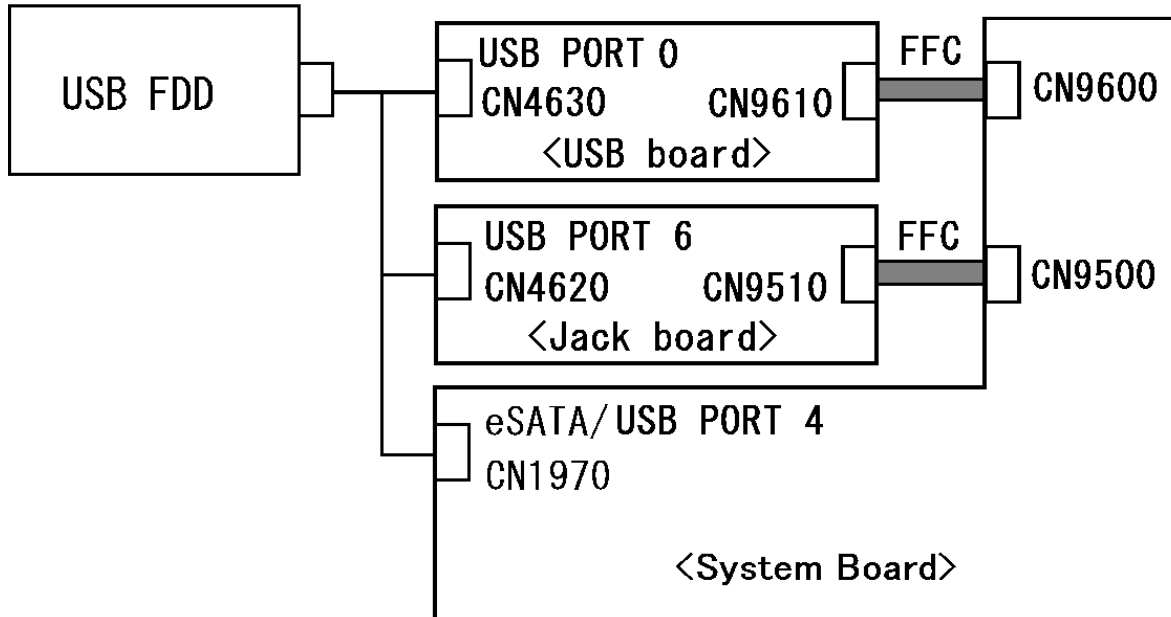 USB FDD
USB PORT 0
CN4630
CN9610
<USB board>
FFC
CN9600
USB PORT 6
CN4620
CN9510
<Jack board>
FFC
CN9500
eSATA/USB PORT 4
CN1970
<System Board>